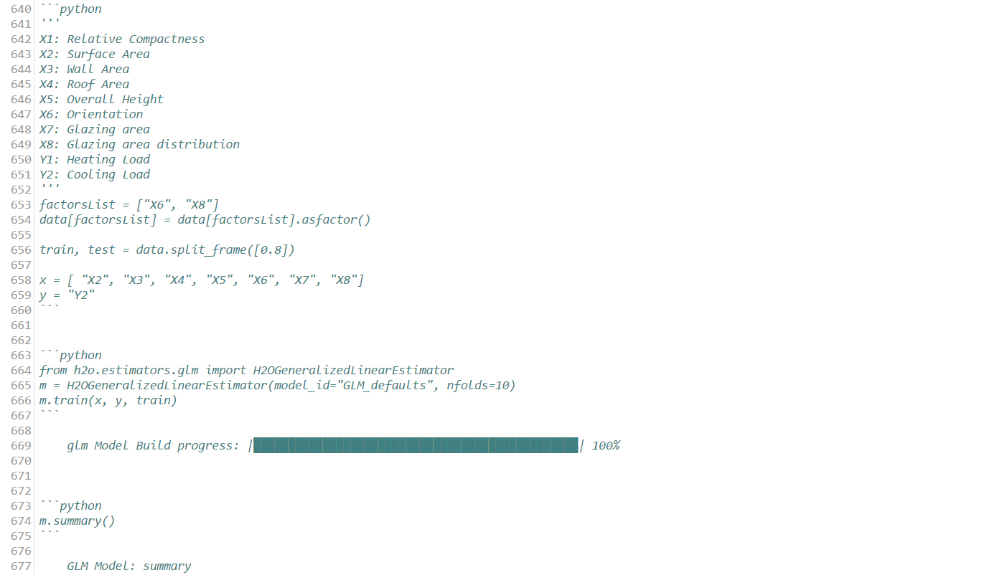 640 ```python
641 '''
642 X1: Relative Compactness
643 X2: Surface Area
644 X3: Wall Area
645 X4: Roof Area
646 X5: Overall Height
647 X6: Orientation
648 X7: Glazing area
649 X8: Glazing area distribution
650 Y1: Heating Load
651 Y2: Cooling Load
652 '''
653 factorsList = ["X6", "X8"]
654 data[factorsList] = data[factorsList].asfactor()
655
656 train, test = data.split_frame([0.8])
657
658 x = [ "X2", "X3", "X4", "X5", "X6", "X7", "X8"]
659 y = "Y2"
660 ```
661
662
663 ```python
664 from h2o.estimators.glm import H2OGeneralizedLinearEstimator
665 m = H2OGeneralizedLinearEstimator(model_id="GLM_defaults", nfolds=10)
666 m.train(x, y, train)
667 ```
668
669     glm Model Build progress: |███████████████████████████████████████████████| 100%
670
671
672
673 ```python
674 m.summary()
675 ```
676
677     GLM Model: summary